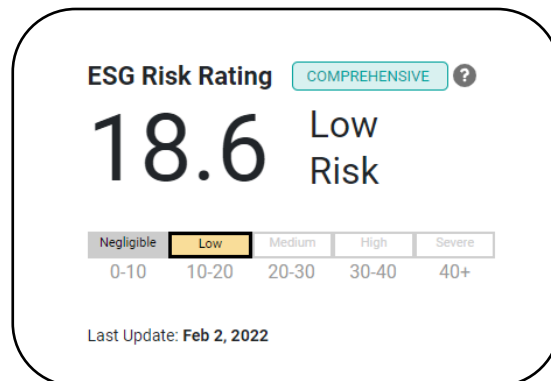 ESG Risk Rating COMPREHENSIVE ?
18.6 Low
Risk
Negligible Low Medium High Severe
0-10 10-20 20-30 30-40 40+
Last Update: Feb 2, 2022